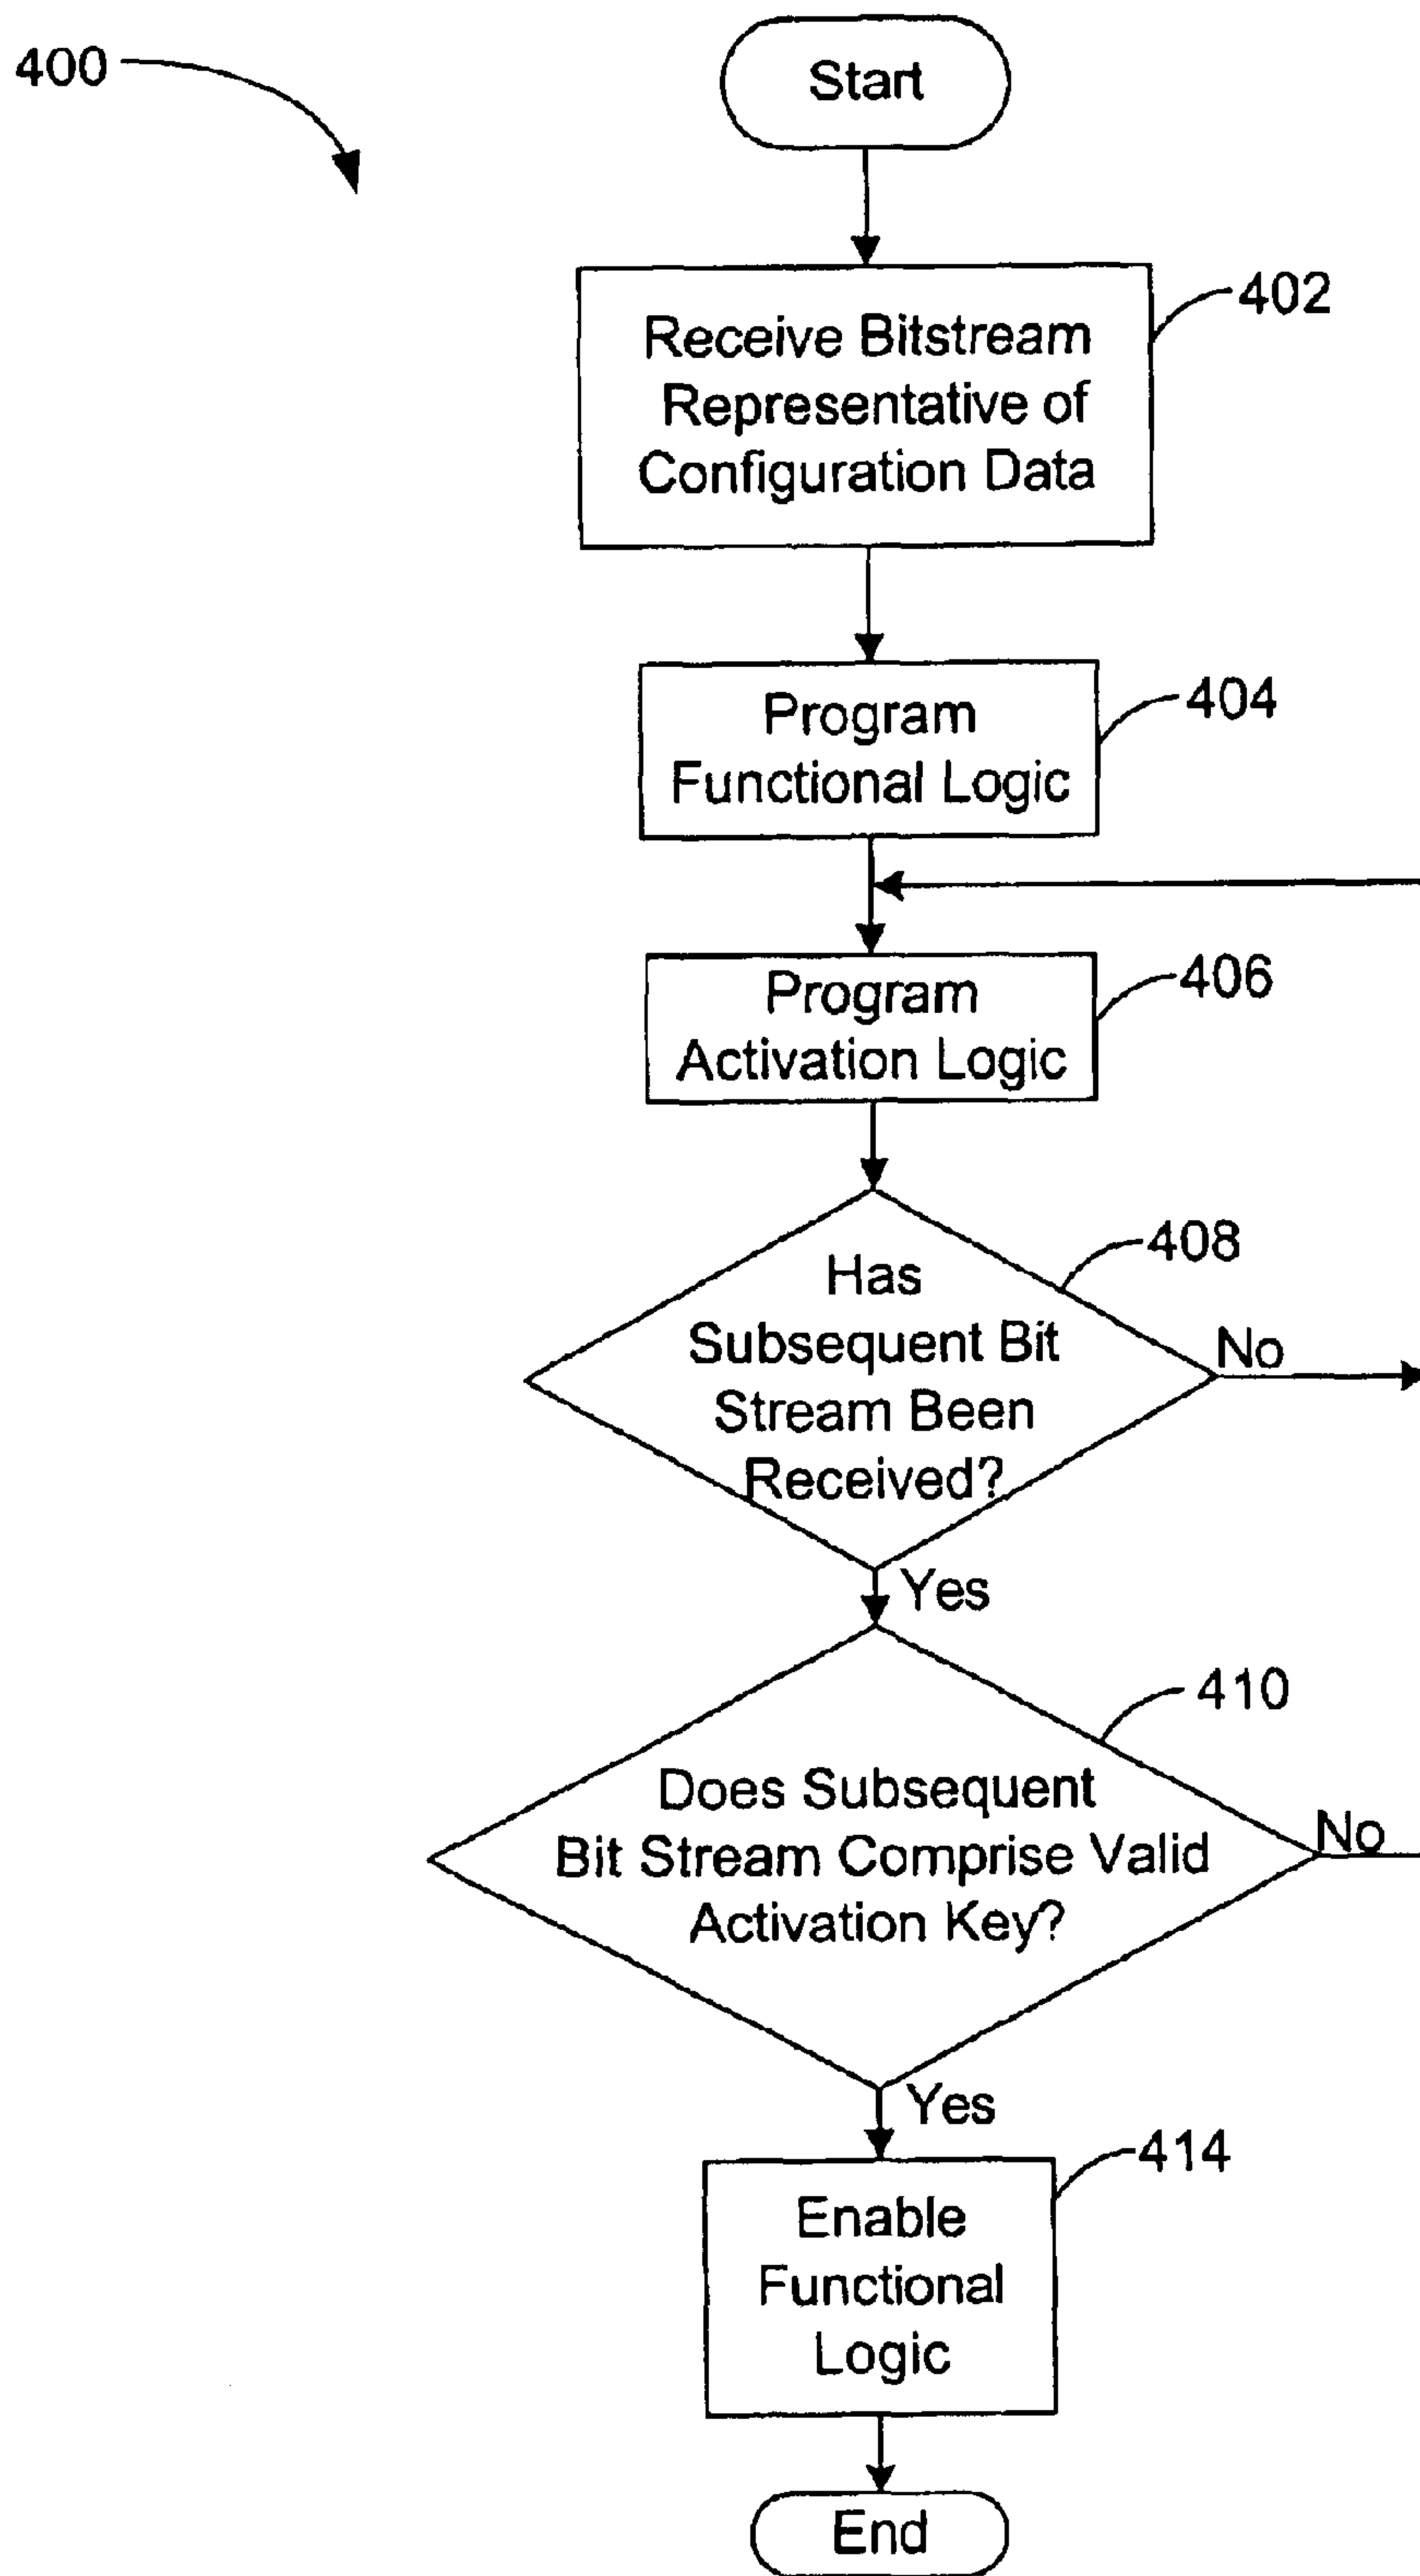 400
Start
402
Receive Bitstream
Representative of
Configuration Data
404
Program
Functional Logic
406
Program
Activation Logic
408
Has
Subsequent Bit
Stream Been
Received?
No
Yes
410
Does Subsequent
Bit Stream Comprise Valid
Activation Key?
No
Yes
414
Enable
Functional
Logic
End